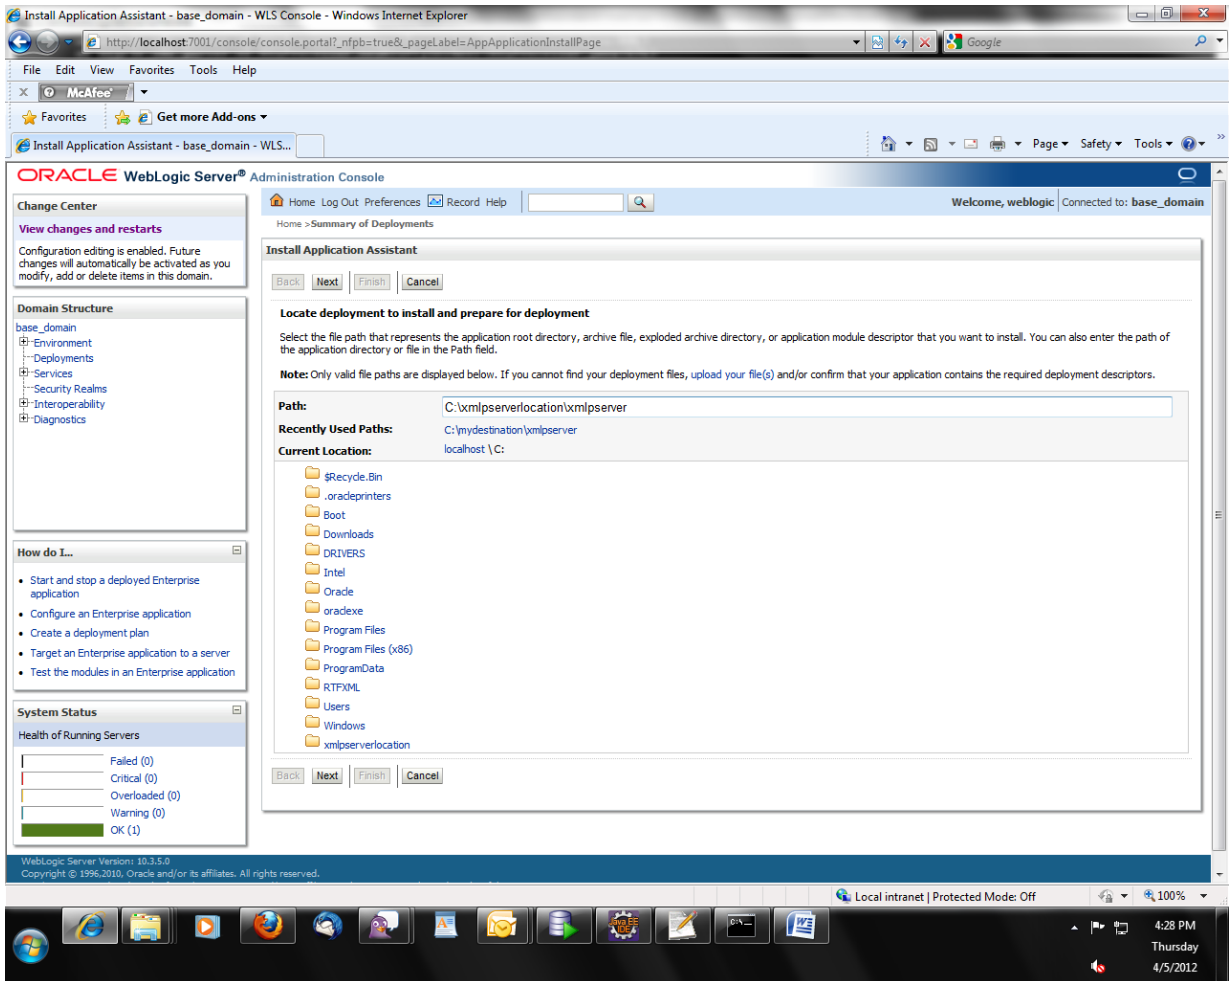 Install Application Assistant - base_domain - WLS Console - Windows Internet Explorer
http://localhost:7001/console/console.portal?_nfpb=true&_pageLabel=AppApplicationInstallPage
Google
File Edit View Favorites Tools Help
x McAfee
Favorites Get more Add-ons
Install Application Assistant - base_domain - WLS...
Page Safety Tools
ORACLE WebLogic Server® Administration Console
Change Center
View changes and restarts
Configuration editing is enabled. Future
changes will automatically be activated as you
modify, add or delete items in this domain.
Domain Structure
base_domain
Environment
Deployments
Services
Security Realms
Interoperability
Diagnostics
How do I...
Start and stop a deployed Enterprise
application
Configure an Enterprise application
Create a deployment plan
Target an Enterprise application to a server
Test the modules in an Enterprise application
System Status
Health of Running Servers
Failed (0)
Critical (0)
Overloaded (0)
Warning (0)
OK (1)
Home Log Out Preferences Record Help
Welcome, weblogic Connected to: base_domain
Home >Summary of Deployments
Install Application Assistant
Back Next Finish Cancel
Locate deployment to install and prepare for deployment
Select the file path that represents the application root directory, archive file, exploded archive directory, or application module descriptor that you want to install. You can also enter the path of
the application directory or file in the Path field.
Note: Only valid file paths are displayed below. If you cannot find your deployment files, upload your file(s) and/or confirm that your application contains the required deployment descriptors.
Path: C:\xmlpserverlocation\xmlpserver
Recently Used Paths: C:\mydestination\xmlpserver
Current Location: localhost \ C:
$Recycle.Bin
.oracleprinters
Boot
Downloads
DRIVERS
Intel
Oracle
oraclexe
Program Files
Program Files (x86)
ProgramData
RTFXML
Users
Windows
xmlpserverlocation
Back Next Finish Cancel
WebLogic Server Version: 10.3.5.0
Copyright © 1996,2010, Oracle and/or its affiliates. All rights reserved.
Local intranet | Protected Mode: Off
100%
Java EE
IDE
C:\
4:28 PM
Thursday
4/5/2012